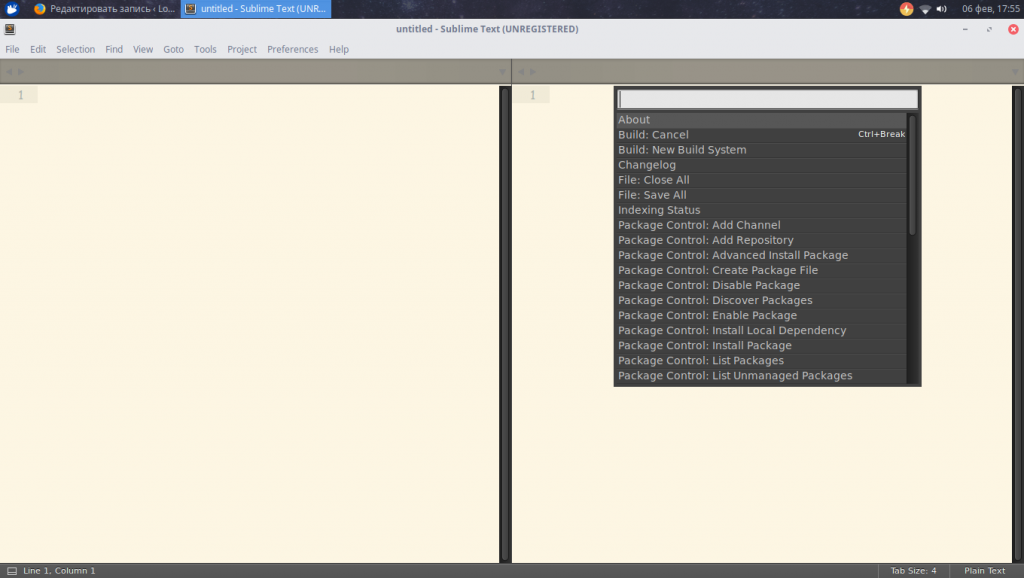 Редактировать запись ‹ Lo... untitled - Sublime Text (UNR... 06 фев, 17:55
untitled - Sublime Text (UNREGISTERED)
File Edit Selection Find View Goto Tools Project Preferences Help
1
1
About
Build: Cancel Ctrl+Break
Build: New Build System
Changelog
File: Close All
File: Save All
Indexing Status
Package Control: Add Channel
Package Control: Add Repository
Package Control: Advanced Install Package
Package Control: Create Package File
Package Control: Disable Package
Package Control: Discover Packages
Package Control: Enable Package
Package Control: Install Local Dependency
Package Control: Install Package
Package Control: List Packages
Package Control: List Unmanaged Packages
Line 1, Column 1 Tab Size: 4 Plain Text